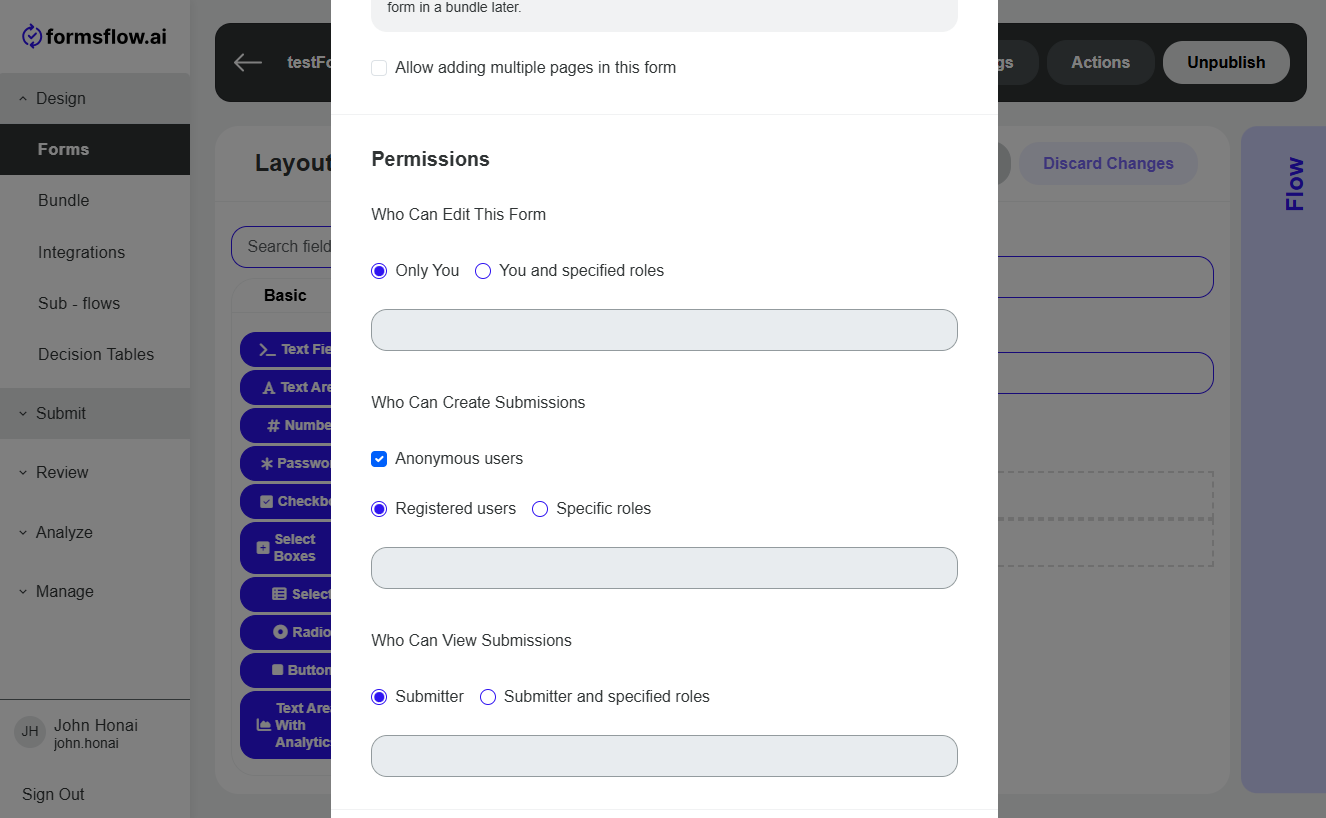 formsflow.ai
Design
Forms
Bundle
Integrations
Sub - flows
Decision Tables
Submit
Review
Analyze
Manage
JH
John Honai
john.honai
Sign Out
testFo
gs
Actions
Unpublish
Layout
Discard Changes
Flow
Search field
Basic
Text Fie
Text Are
Numbe
Passwo
Checkbo
Select
Boxes
Select
Radio
Button
Text Area
With
Analytics
form in a bundle later.
Allow adding multiple pages in this form
Permissions
Who Can Edit This Form
Only You
You and specified roles
Who Can Create Submissions
Anonymous users
Registered users
Specific roles
Who Can View Submissions
Submitter
Submitter and specified roles